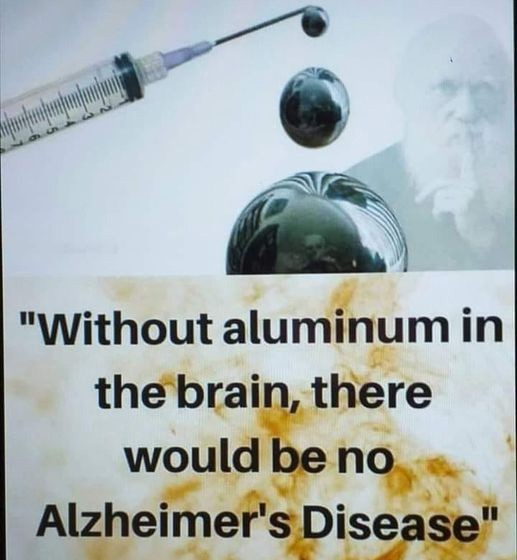 "Without aluminum in
the brain, there
would be no
Alzheimer's Disease"